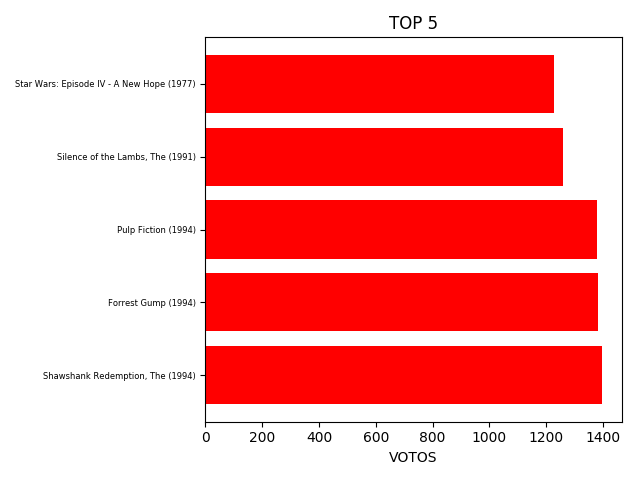 TOP 5
Star Wars: Episode IV - A New Hope (1977)
Silence of the Lambs, The (1991)
Pulp Fiction (1994)
Forrest Gump (1994)
Shawshank Redemption, The (1994)
0 200 400 600 800 1000 1200 1400
VOTOS